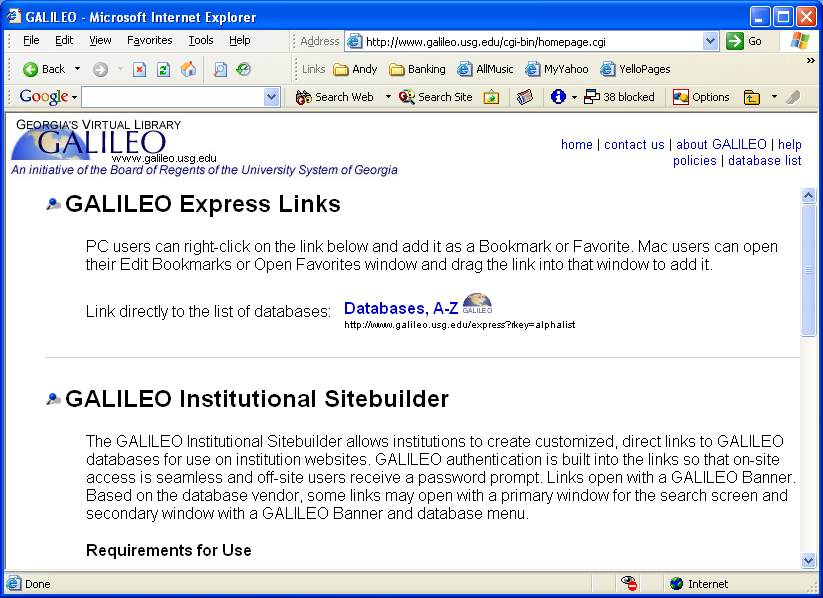 GALILEO - Microsoft Internet Explorer
File Edit View Favorites Tools Help
Address http://www.galileo.usg.edu/cgi-bin/homepage.cgi Go
Back Links Andy Banking AllMusic MyYahoo YelloPages
Google Search Web Search Site 38 blocked Options
GEORGIA'S VIRTUAL LIBRARY
GALILEO
www.galileo.usg.edu
An initiative of the Board of Regents of the University System of Georgia
home | contact us | about GALILEO | help
policies | database list
GALILEO Express Links
PC users can right-click on the link below and add it as a Bookmark or Favorite. Mac users can open
their Edit Bookmarks or Open Favorites window and drag the link into that window to add it.
Link directly to the list of databases: Databases, A-Z GALILEO
http://www.galileo.usg.edu/express?rkey=alphalist
GALILEO Institutional Sitebuilder
The GALILEO Institutional Sitebuilder allows institutions to create customized, direct links to GALILEO
databases for use on institution websites. GALILEO authentication is built into the links so that on-site
access is seamless and off-site users receive a password prompt. Links open with a GALILEO Banner.
Based on the database vendor, some links may open with a primary window for the search screen and
secondary window with a GALILEO Banner and database menu.
Requirements for Use
Done Internet